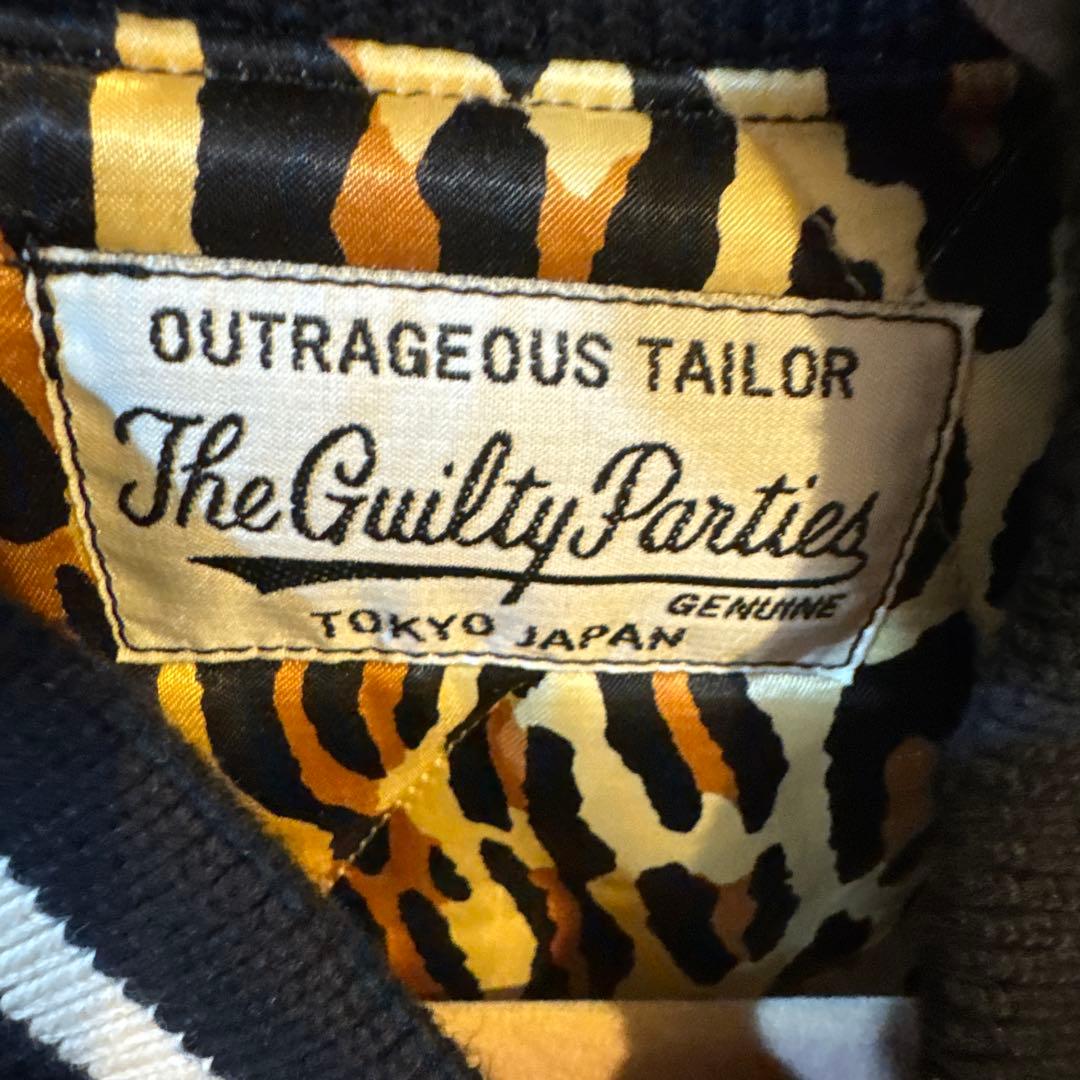 OUTRAGEOUS TAILOR
The Guilty Parties
GENUINE
TOKYO JAPAN